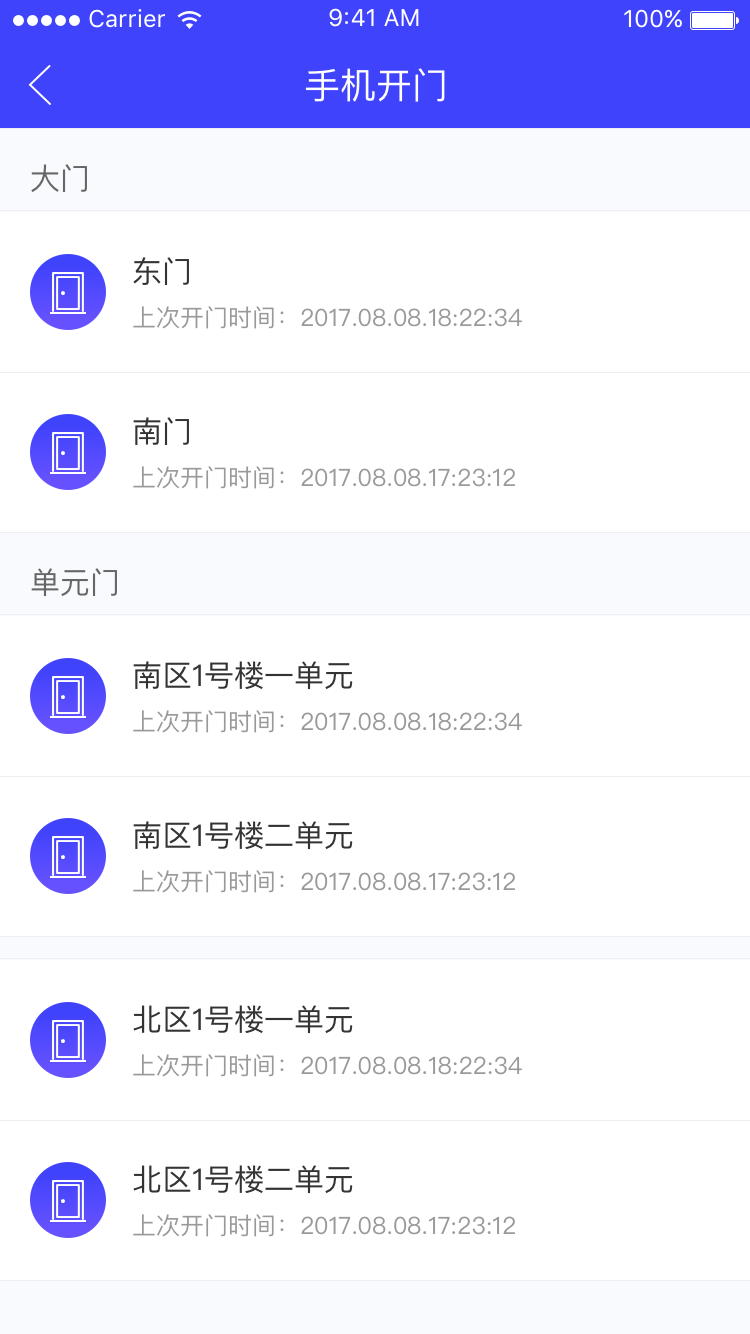 Carrier 9:41 AM 100%
手机开门
大门
东门
上次开门时间：2017.08.08.18:22:34
南门
上次开门时间：2017.08.08.17:23:12
单元门
南区1号楼一单元
上次开门时间：2017.08.08.18:22:34
南区1号楼二单元
上次开门时间：2017.08.08.17:23:12
北区1号楼一单元
上次开门时间：2017.08.08.18:22:34
北区1号楼二单元
上次开门时间：2017.08.08.17:23:12